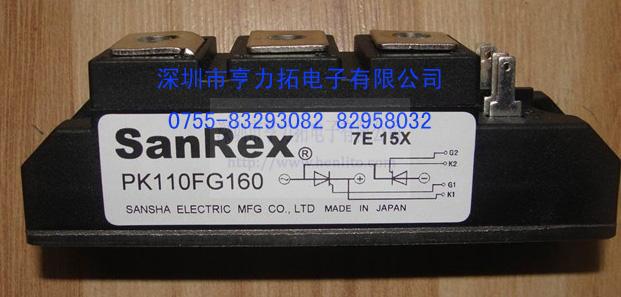 深圳市亨力拓电子有限公司
0755-83293082 82958032
SanRex® 7E 15X
G2
K2
PK110FG160
~ + -
G1
K1
SANSHA ELECTRIC MFG CO., LTD MADE IN JAPAN